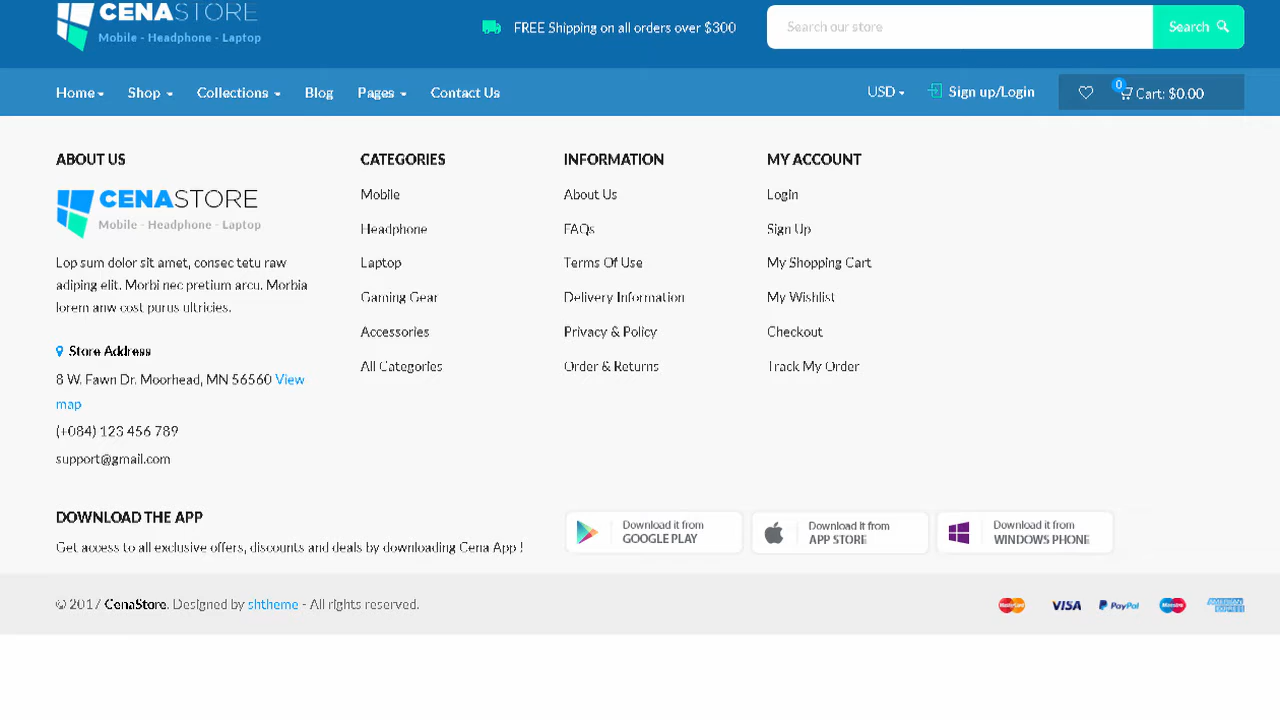 CENASTORE
Mobile - Headphone - Laptop
FREE Shipping on all orders over $300
Search our store
Search
Home
Shop
Collections
Blog
Pages
Contact Us
USD
Sign up/Login
0
Cart: $0.00
ABOUT US
CENASTORE
Mobile - Headphone - Laptop
Lop sum dolor sit amet, consec tetu raw
adiping elit. Morbi nec pretium arcu. Morbia
lorem anw cost purus ultricies.
Store Address
8 W. Fawn Dr. Moorhead, MN 56560 View
map
(+084) 123 456 789
support@gmail.com
CATEGORIES
Mobile
Headphone
Laptop
Gaming Gear
Accessories
All Categories
INFORMATION
About Us
FAQs
Terms Of Use
Delivery Information
Privacy & Policy
Order & Returns
MY ACCOUNT
Login
Sign Up
My Shopping Cart
My Wishlist
Checkout
Track My Order
DOWNLOAD THE APP
Get access to all exclusive offers, discounts and deals by downloading Cena App !
Download it from
GOOGLE PLAY
Download it from
APP STORE
Download it from
WINDOWS PHONE
© 2017 CenaStore. Designed by shtheme - All rights reserved.
MasterCard
VISA
PayPal
Maestro
AMERICAN
EXPRESS